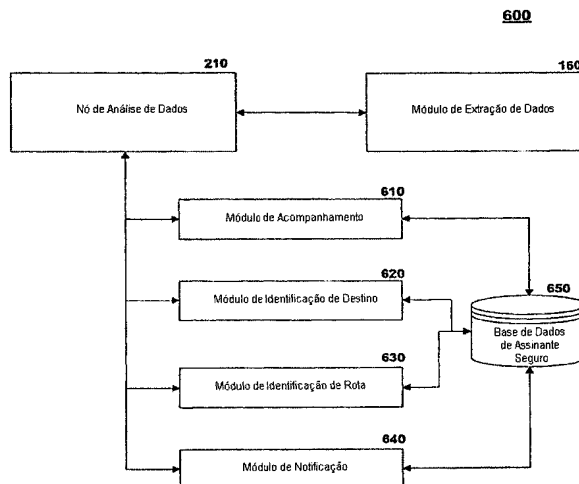 600
210
160
Nó de Análise de Dados
Módulo de Extração de Dados
610
Módulo de Acompanhamento
620
Módulo de Identificação de Destino
650
Base de Dados
de Assinante
Seguro
630
Módulo de Identificação de Rota
640
Módulo de Notificação